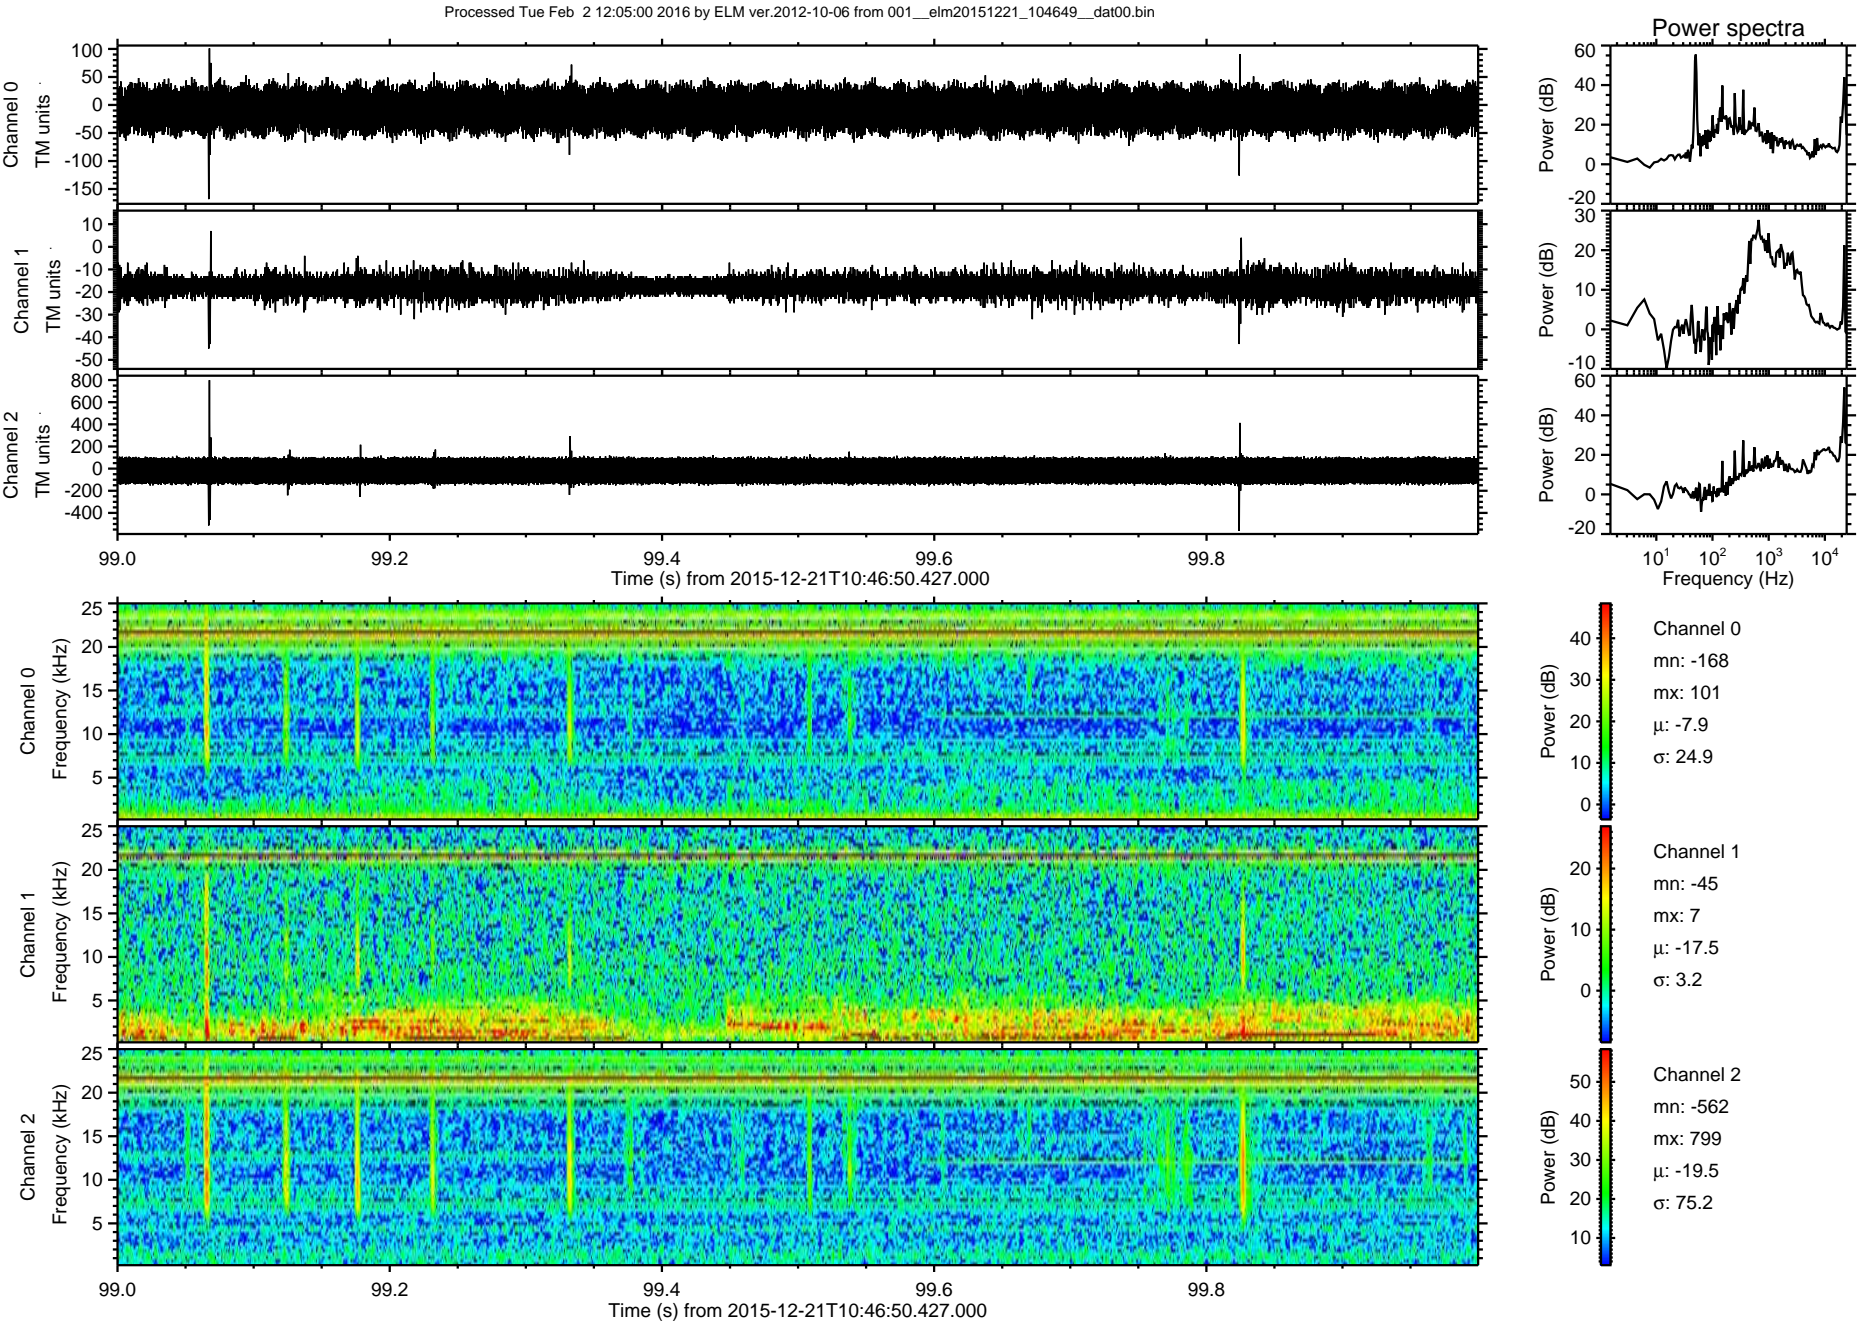 Processed Tue Feb  2 12:05:00 2016 by ELM ver.2012-10-06 from 001__elm20151221_104649__dat00.bin
Power spectra
Channel 0
TM units
100
50
0
-50
-100
-150
Power (dB)
60
40
20
0
-20
Channel 1
TM units
10
0
-10
-20
-30
-40
-50
Power (dB)
30
20
10
0
-10
Channel 2
TM units
800
600
400
200
0
-200
-400
Power (dB)
60
40
20
0
-20
99.0 99.2 99.4 99.6 99.8
Time (s) from 2015-12-21T10:46:50.427.000
10^1 10^2 10^3 10^4
Frequency (Hz)
Channel 0
Frequency (kHz)
25
20
15
10
5
Power (dB)
40
30
20
10
0
Channel 0
mn: -168
mx: 101
μ: -7.9
σ: 24.9
Channel 1
Frequency (kHz)
25
20
15
10
5
Power (dB)
20
10
0
Channel 1
mn: -45
mx: 7
μ: -17.5
σ: 3.2
Channel 2
Frequency (kHz)
25
20
15
10
5
Power (dB)
50
40
30
20
10
Channel 2
mn: -562
mx: 799
μ: -19.5
σ: 75.2
99.0 99.2 99.4 99.6 99.8
Time (s) from 2015-12-21T10:46:50.427.000